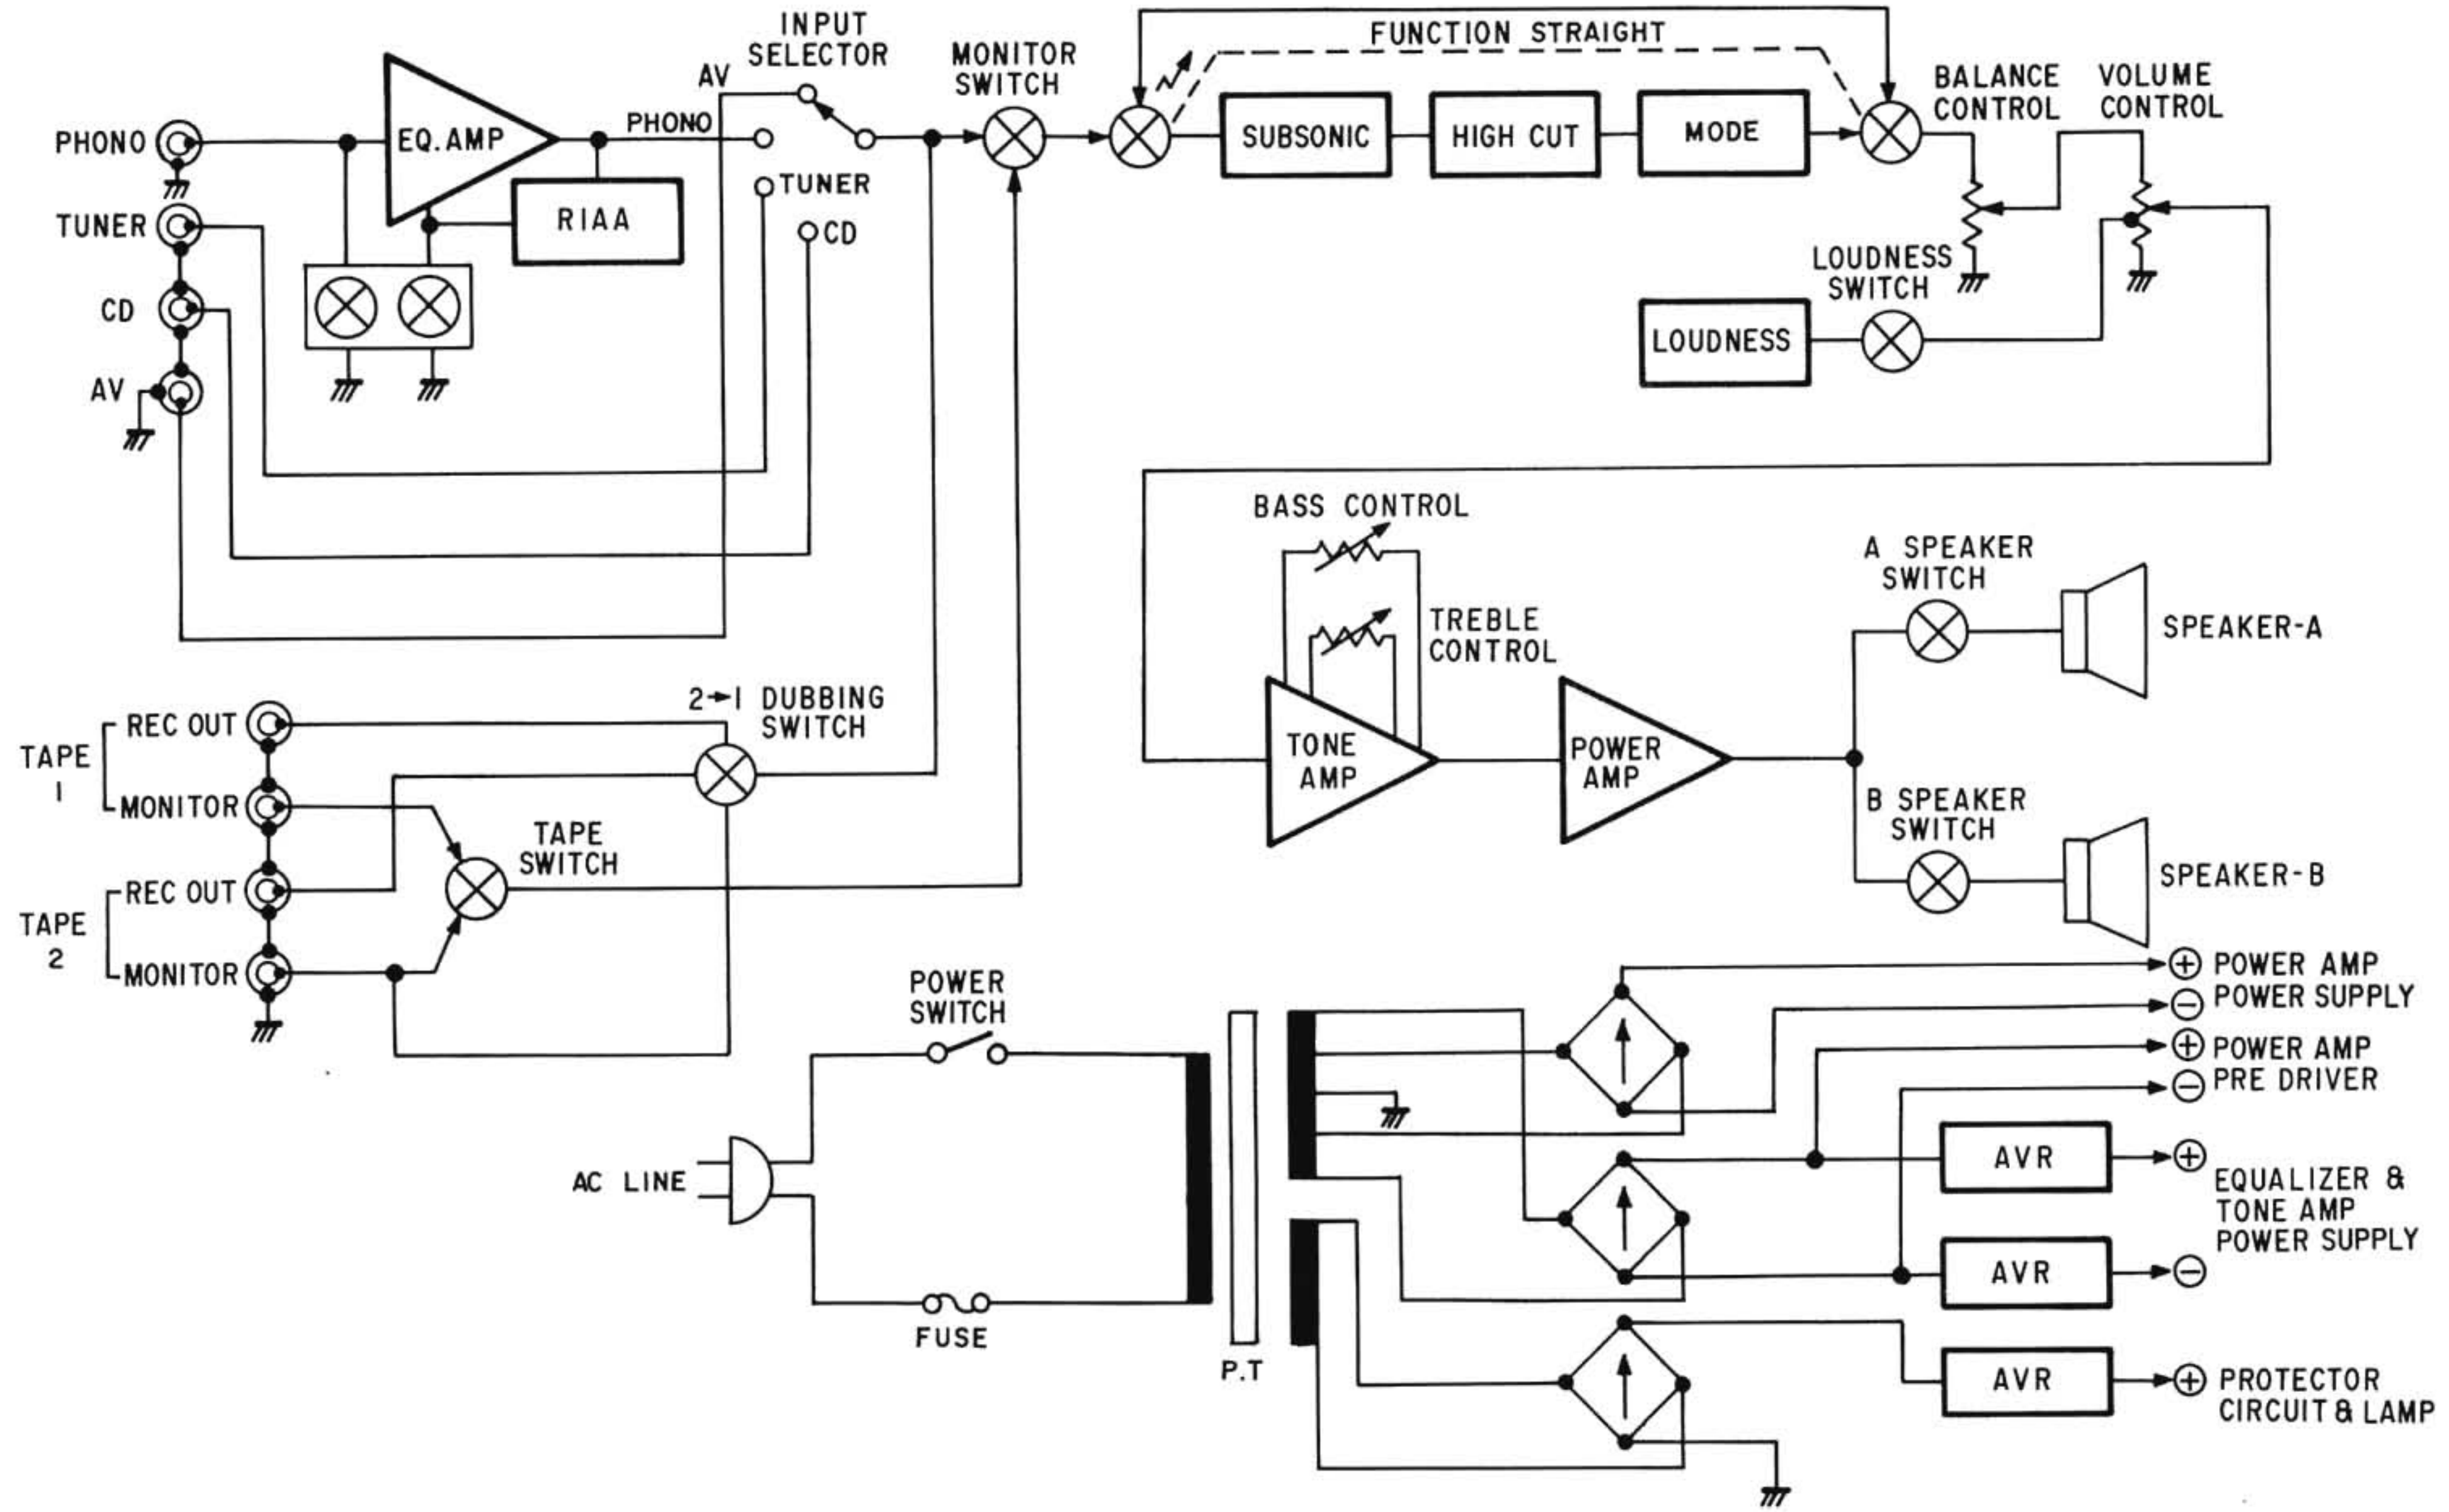 INPUT
SELECTOR
MONITOR
SWITCH
FUNCTION STRAIGHT
AV
BALANCE
CONTROL
VOLUME
CONTROL
PHONO
EQ. AMP
PHONO
SUBSONIC
HIGH CUT
MODE
TUNER
RIAA
TUNER
CD
CD
LOUDNESS
SWITCH
LOUDNESS
AV
BASS CONTROL
TREBLE
CONTROL
A SPEAKER
SWITCH
SPEAKER-A
TONE
AMP
POWER
AMP
B SPEAKER
SWITCH
SPEAKER-B
2→1 DUBBING
SWITCH
TAPE
1
REC OUT
MONITOR
TAPE
SWITCH
TAPE
2
REC OUT
MONITOR
POWER
SWITCH
AC LINE
FUSE
P.T
+ POWER AMP
− POWER SUPPLY
+ POWER AMP
− PRE DRIVER
AVR
+
EQUALIZER &
TONE AMP
POWER SUPPLY
AVR
−
AVR
+ PROTECTOR
CIRCUIT & LAMP